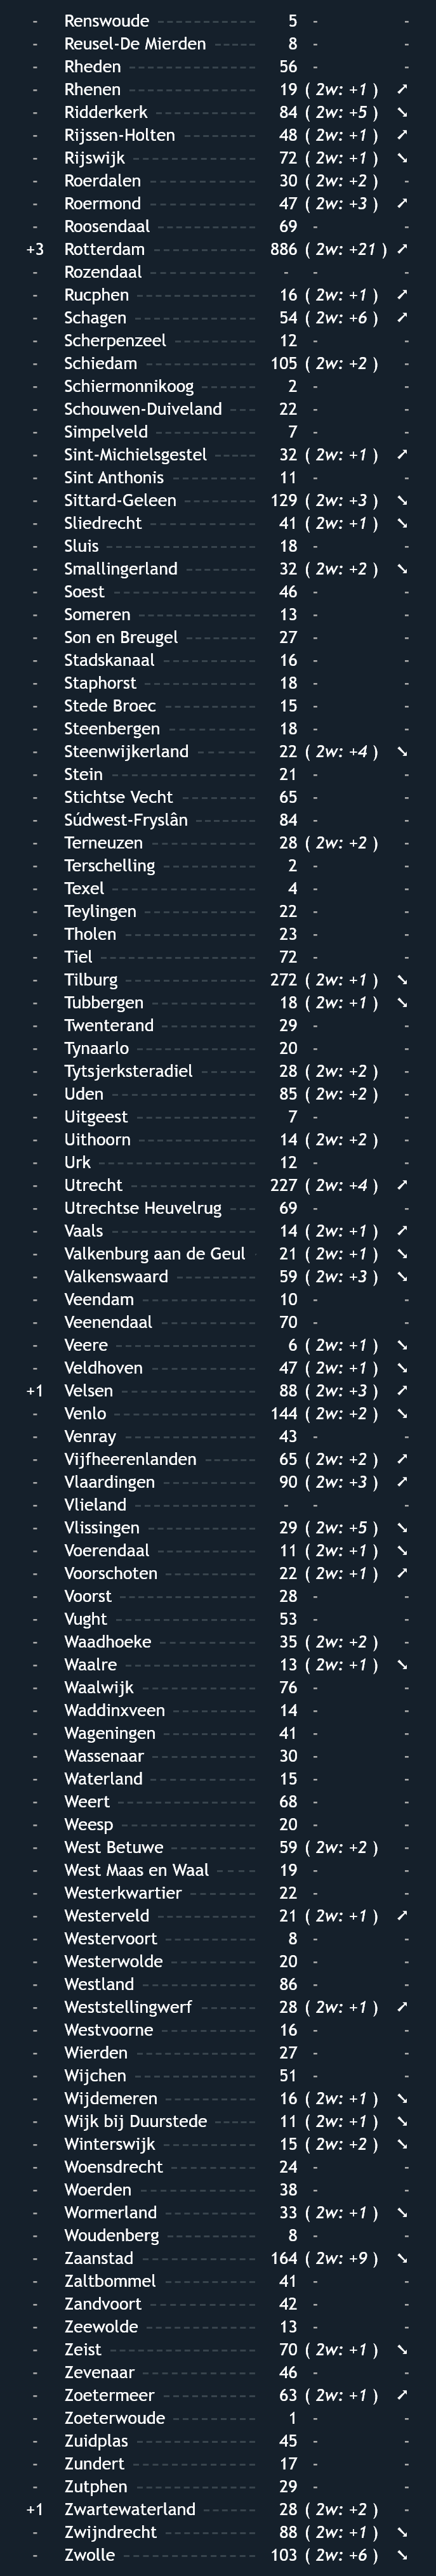 - Renswoude 5 - -
- Reusel-De Mierden 8 - -
- Rheden 56 - -
- Rhenen 19 ( 2w: +1 ) ➚
- Ridderkerk 84 ( 2w: +5 ) ➘
- Rijssen-Holten 48 ( 2w: +1 ) ➚
- Rijswijk 72 ( 2w: +1 ) ➘
- Roerdalen 30 ( 2w: +2 ) -
- Roermond 47 ( 2w: +3 ) ➚
- Roosendaal 69 - -
+3 Rotterdam 886 ( 2w: +21 ) ➚
- Rozendaal - - -
- Rucphen 16 ( 2w: +1 ) ➚
- Schagen 54 ( 2w: +6 ) ➚
- Scherpenzeel 12 - -
- Schiedam 105 ( 2w: +2 ) -
- Schiermonnikoog 2 - -
- Schouwen-Duiveland 22 - -
- Simpelveld 7 - -
- Sint-Michielsgestel 32 ( 2w: +1 ) ➚
- Sint Anthonis 11 - -
- Sittard-Geleen 129 ( 2w: +3 ) ➘
- Sliedrecht 41 ( 2w: +1 ) ➘
- Sluis 18 - -
- Smallingerland 32 ( 2w: +2 ) ➘
- Soest 46 - -
- Someren 13 - -
- Son en Breugel 27 - -
- Stadskanaal 16 - -
- Staphorst 18 - -
- Stede Broec 15 - -
- Steenbergen 18 - -
- Steenwijkerland 22 ( 2w: +4 ) ➘
- Stein 21 - -
- Stichtse Vecht 65 - -
- Súdwest-Fryslân 84 - -
- Terneuzen 28 ( 2w: +2 ) -
- Terschelling 2 - -
- Texel 4 - -
- Teylingen 22 - -
- Tholen 23 - -
- Tiel 72 - -
- Tilburg 272 ( 2w: +1 ) ➘
- Tubbergen 18 ( 2w: +1 ) ➘
- Twenterand 29 - -
- Tynaarlo 20 - -
- Tytsjerksteradiel 28 ( 2w: +2 ) -
- Uden 85 ( 2w: +2 ) -
- Uitgeest 7 - -
- Uithoorn 14 ( 2w: +2 ) -
- Urk 12 - -
- Utrecht 227 ( 2w: +4 ) ➚
- Utrechtse Heuvelrug 69 - -
- Vaals 14 ( 2w: +1 ) ➚
- Valkenburg aan de Geul 21 ( 2w: +1 ) ➘
- Valkenswaard 59 ( 2w: +3 ) ➘
- Veendam 10 - -
- Veenendaal 70 - -
- Veere 6 ( 2w: +1 ) ➘
- Veldhoven 47 ( 2w: +1 ) ➘
+1 Velsen 88 ( 2w: +3 ) ➚
- Venlo 144 ( 2w: +2 ) ➘
- Venray 43 - -
- Vijfheerenlanden 65 ( 2w: +2 ) ➚
- Vlaardingen 90 ( 2w: +3 ) ➚
- Vlieland - - -
- Vlissingen 29 ( 2w: +5 ) ➘
- Voerendaal 11 ( 2w: +1 ) ➘
- Voorschoten 22 ( 2w: +1 ) ➚
- Voorst 28 - -
- Vught 53 - -
- Waadhoeke 35 ( 2w: +2 ) -
- Waalre 13 ( 2w: +1 ) ➘
- Waalwijk 76 - -
- Waddinxveen 14 - -
- Wageningen 41 - -
- Wassenaar 30 - -
- Waterland 15 - -
- Weert 68 - -
- Weesp 20 - -
- West Betuwe 59 ( 2w: +2 ) -
- West Maas en Waal 19 - -
- Westerkwartier 22 - -
- Westerveld 21 ( 2w: +1 ) ➚
- Westervoort 8 - -
- Westerwolde 20 - -
- Westland 86 - -
- Weststellingwerf 28 ( 2w: +1 ) ➚
- Westvoorne 16 - -
- Wierden 27 - -
- Wijchen 51 - -
- Wijdemeren 16 ( 2w: +1 ) ➘
- Wijk bij Duurstede 11 ( 2w: +1 ) ➘
- Winterswijk 15 ( 2w: +2 ) ➘
- Woensdrecht 24 - -
- Woerden 38 - -
- Wormerland 33 ( 2w: +1 ) ➘
- Woudenberg 8 - -
- Zaanstad 164 ( 2w: +9 ) ➘
- Zaltbommel 41 - -
- Zandvoort 42 - -
- Zeewolde 13 - -
- Zeist 70 ( 2w: +1 ) ➘
- Zevenaar 46 - -
- Zoetermeer 63 ( 2w: +1 ) ➚
- Zoeterwoude 1 - -
- Zuidplas 45 - -
- Zundert 17 - -
- Zutphen 29 - -
+1 Zwartewaterland 28 ( 2w: +2 ) -
- Zwijndrecht 88 ( 2w: +1 ) ➘
- Zwolle 103 ( 2w: +6 ) ➘